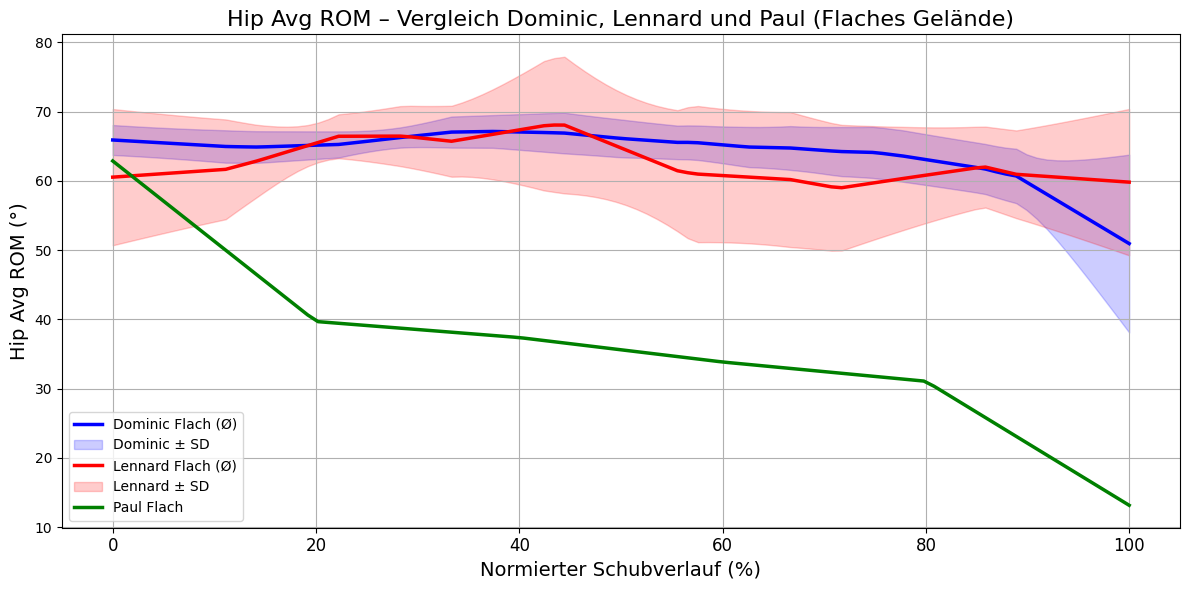 Hip Avg ROM – Vergleich Dominic, Lennard und Paul (Flaches Gelände)
Hip Avg ROM (°)
80
70
60
50
40
30
20
10
Dominic Flach (Ø)
Dominic ± SD
Lennard Flach (Ø)
Lennard ± SD
Paul Flach
0 20 40 60 80 100
Normierter Schubverlauf (%)